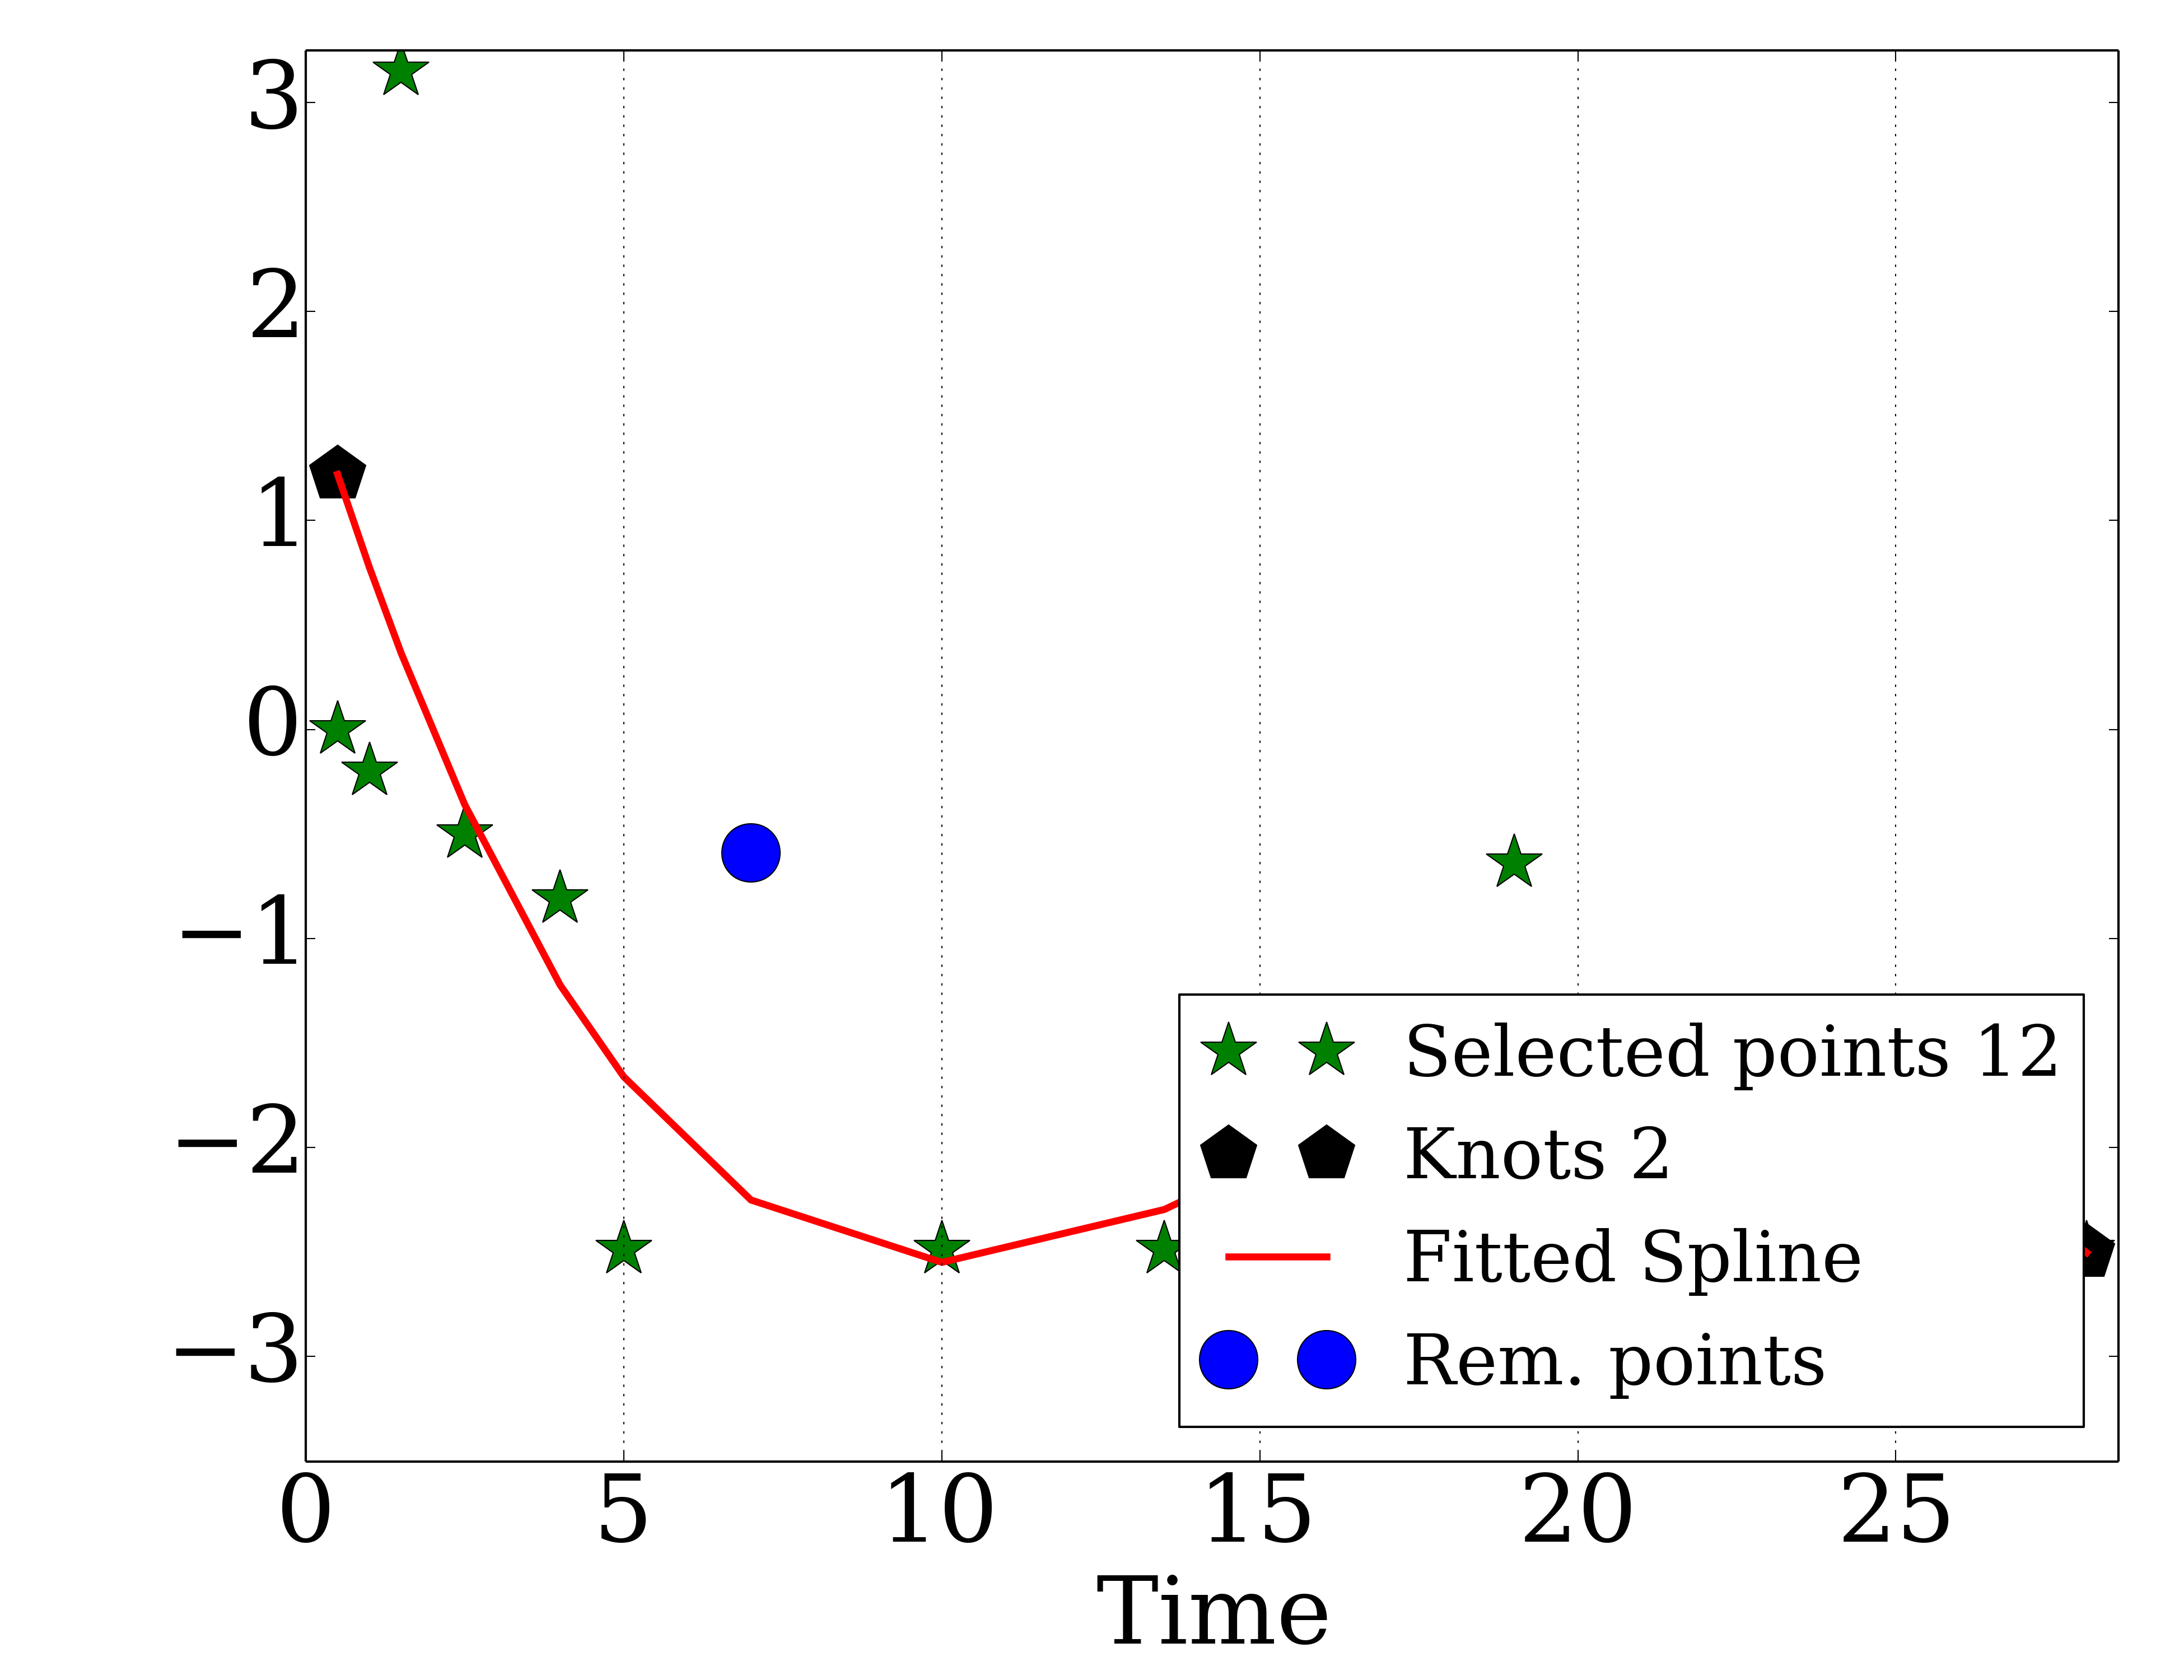 3
2
1
0
−1
−2
−3
Selected points 12
Knots 2
Fitted Spline
Rem. points
0 5 10 15 20 25
Time